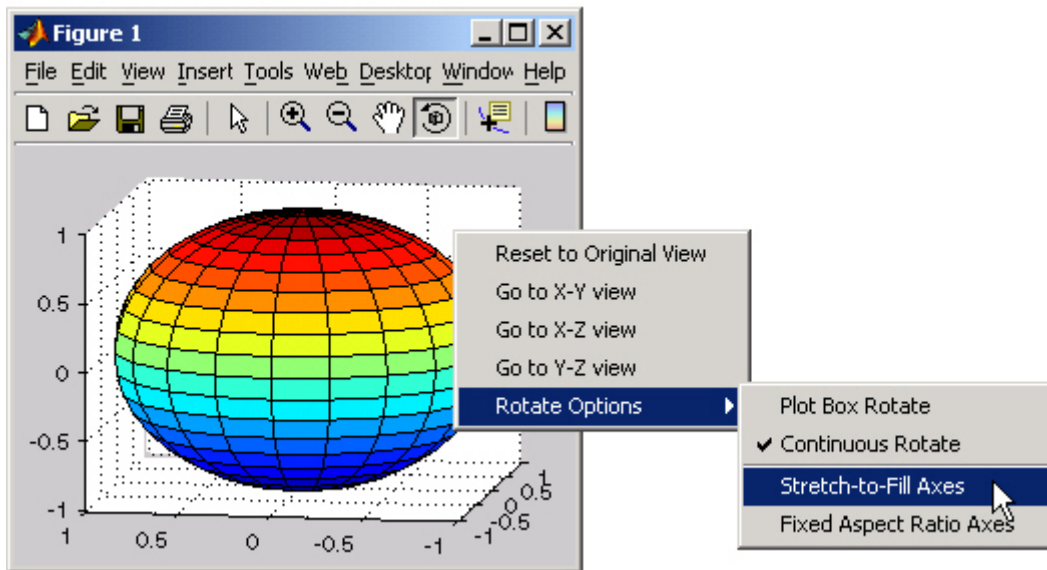 Figure 1
File Edit View Insert Tools Web Desktop Window Help
Reset to Original View
Go to X-Y view
Go to X-Z view
Go to Y-Z view
Rotate Options
Plot Box Rotate
Continuous Rotate
Stretch-to-Fill Axes
Fixed Aspect Ratio Axes
1
0.5
0
-0.5
-1
1
0.5
0
-0.5
-1
1
0.5
0
-0.5
-1